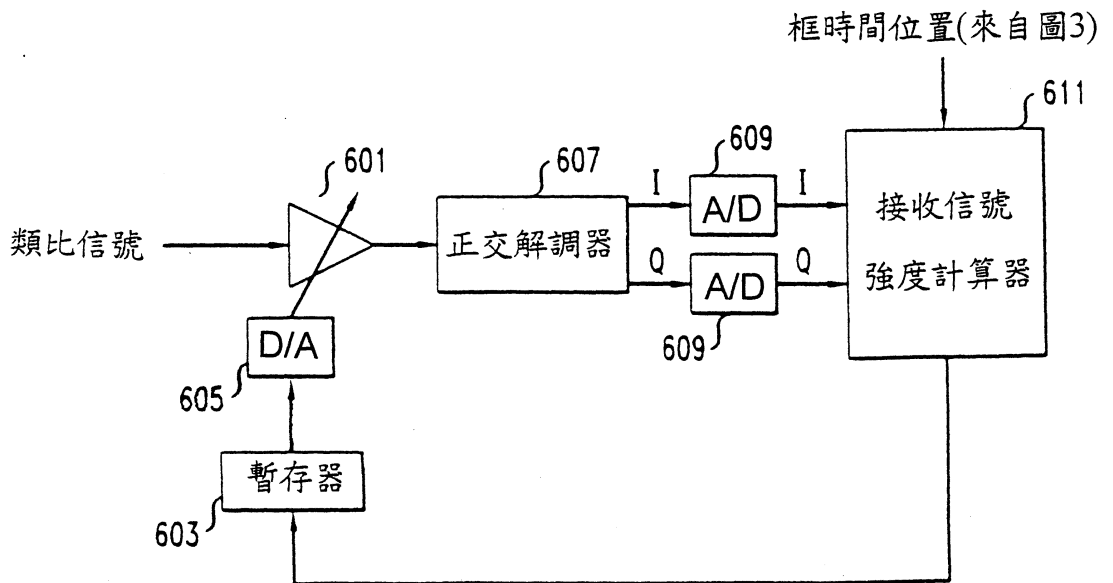 框時間位置(來自圖3)
611
609
607
601
I
I
A/D
接收信號
類比信號
正交解調器
Q
Q
強度計算器
A/D
D/A
609
605
暫存器
603